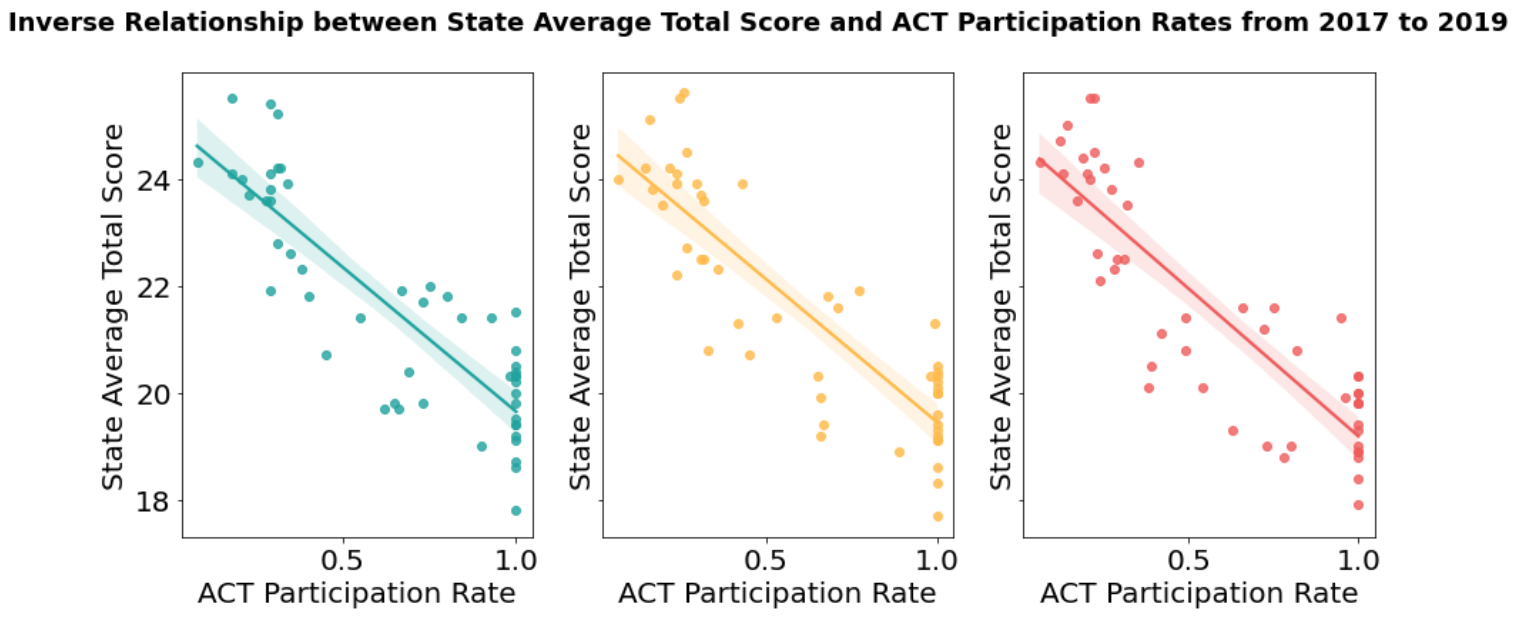 Inverse Relationship between State Average Total Score and ACT Participation Rates from 2017 to 2019
State Average Total Score
24
22
20
18
0.5
1.0
ACT Participation Rate
State Average Total Score
0.5
1.0
ACT Participation Rate
State Average Total Score
0.5
1.0
ACT Participation Rate